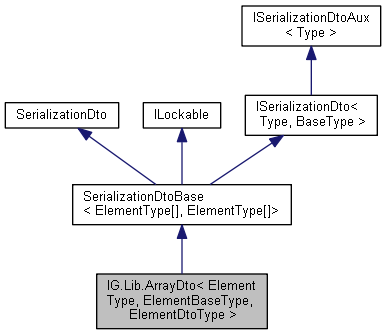 ISerializationDtoAux
< Type >
SerializationDto
ILockable
ISerializationDto<
Type, BaseType >
SerializationDtoBase
< ElementType[], ElementType[]>
IG.Lib.ArrayDto< Element
Type, ElementBaseType,
ElementDtoType >